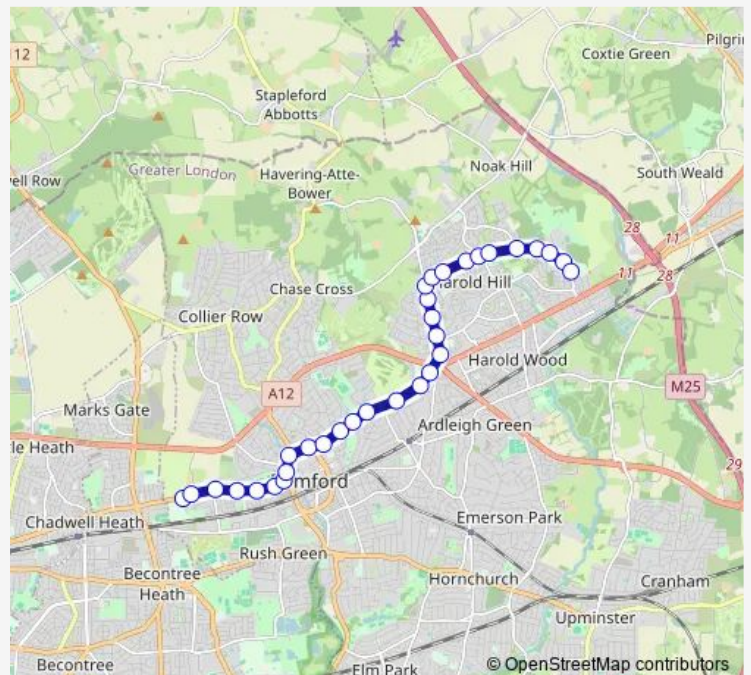 12
Coxtie Green
Pilgri
Stapleford
Abbotts
ell Row
Greater London
Havering-Atte-
Bower
Noak Hill
South Weald
28
11
11
28
Chase Cross
arold Hill
Collier Row
Harold Wood
A12
M25
Marks Gate
le Heath
Ardleigh Green
29
mford
Chadwell Heath
Emerson Park
Rush Green
Becontree
Heath
Hornchurch
Cranham
Upminster
Becontree
Elm Park
© OpenStreetMap contributors